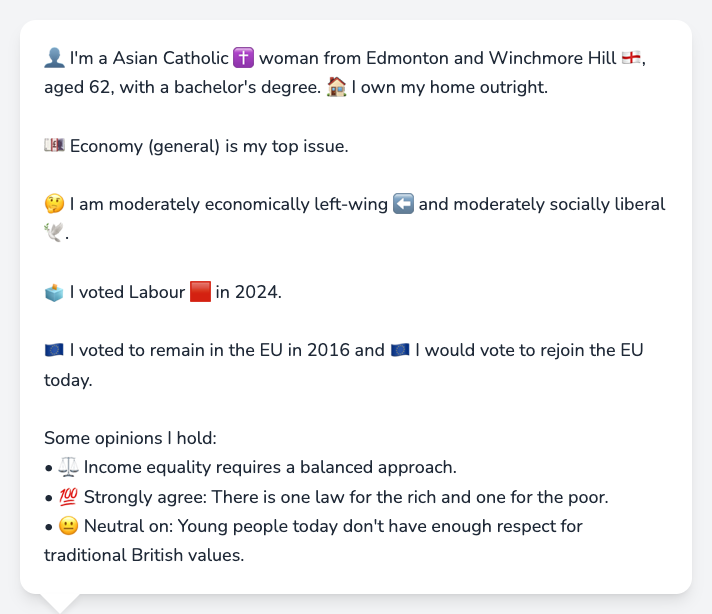 👤 I'm a Asian Catholic ✝️ woman from Edmonton and Winchmore Hill 🏴󠁧󠁢󠁥󠁮󠁧󠁿,
aged 62, with a bachelor's degree. 🏠 I own my home outright.
💷 Economy (general) is my top issue.
🤔 I am moderately economically left-wing ⬅️ and moderately socially liberal
🕊️.
🗳️ I voted Labour 🟥 in 2024.
🇪🇺 I voted to remain in the EU in 2016 and 🇪🇺 I would vote to rejoin the EU
today.
Some opinions I hold:
• ⚖️ Income equality requires a balanced approach.
• 💯 Strongly agree: There is one law for the rich and one for the poor.
• 😐 Neutral on: Young people today don't have enough respect for
traditional British values.